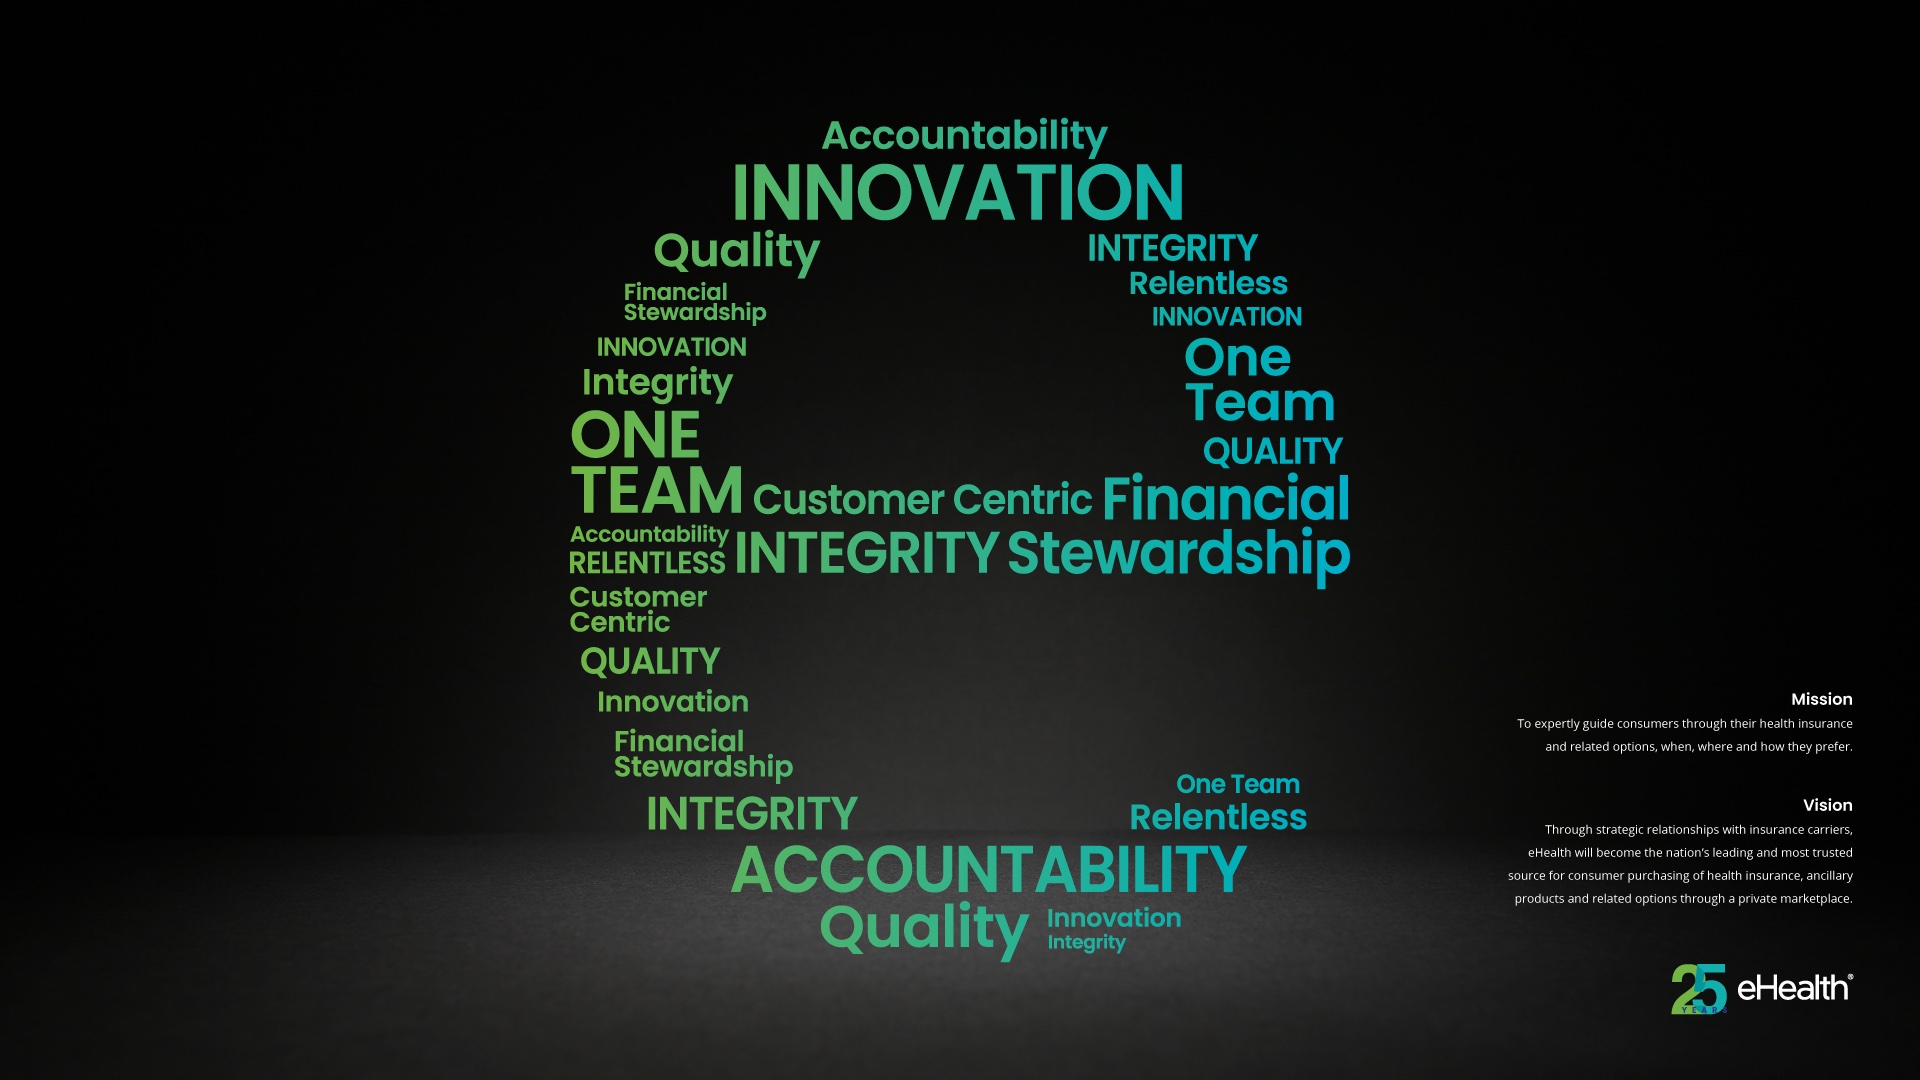 Accountability
INNOVATION
Quality
INTEGRITY
Relentless
Financial
Stewardship
INNOVATION
INNOVATION
One
Team
Integrity
ONE
TEAM
QUALITY
Customer Centric
Financial
Stewardship
Accountability
RELENTLESS
INTEGRITY
Customer
Centric
QUALITY
Innovation
Financial
Stewardship
One Team
INTEGRITY
Relentless
ACCOUNTABILITY
Quality
Innovation
Integrity
Mission
To expertly guide consumers through their health insurance
and related options, when, where and how they prefer.
Vision
Through strategic relationships with insurance carriers,
eHealth will become the nation's leading and most trusted
source for consumer purchasing of health insurance, ancillary
products and related options through a private marketplace.
25
YEARS
eHealth®